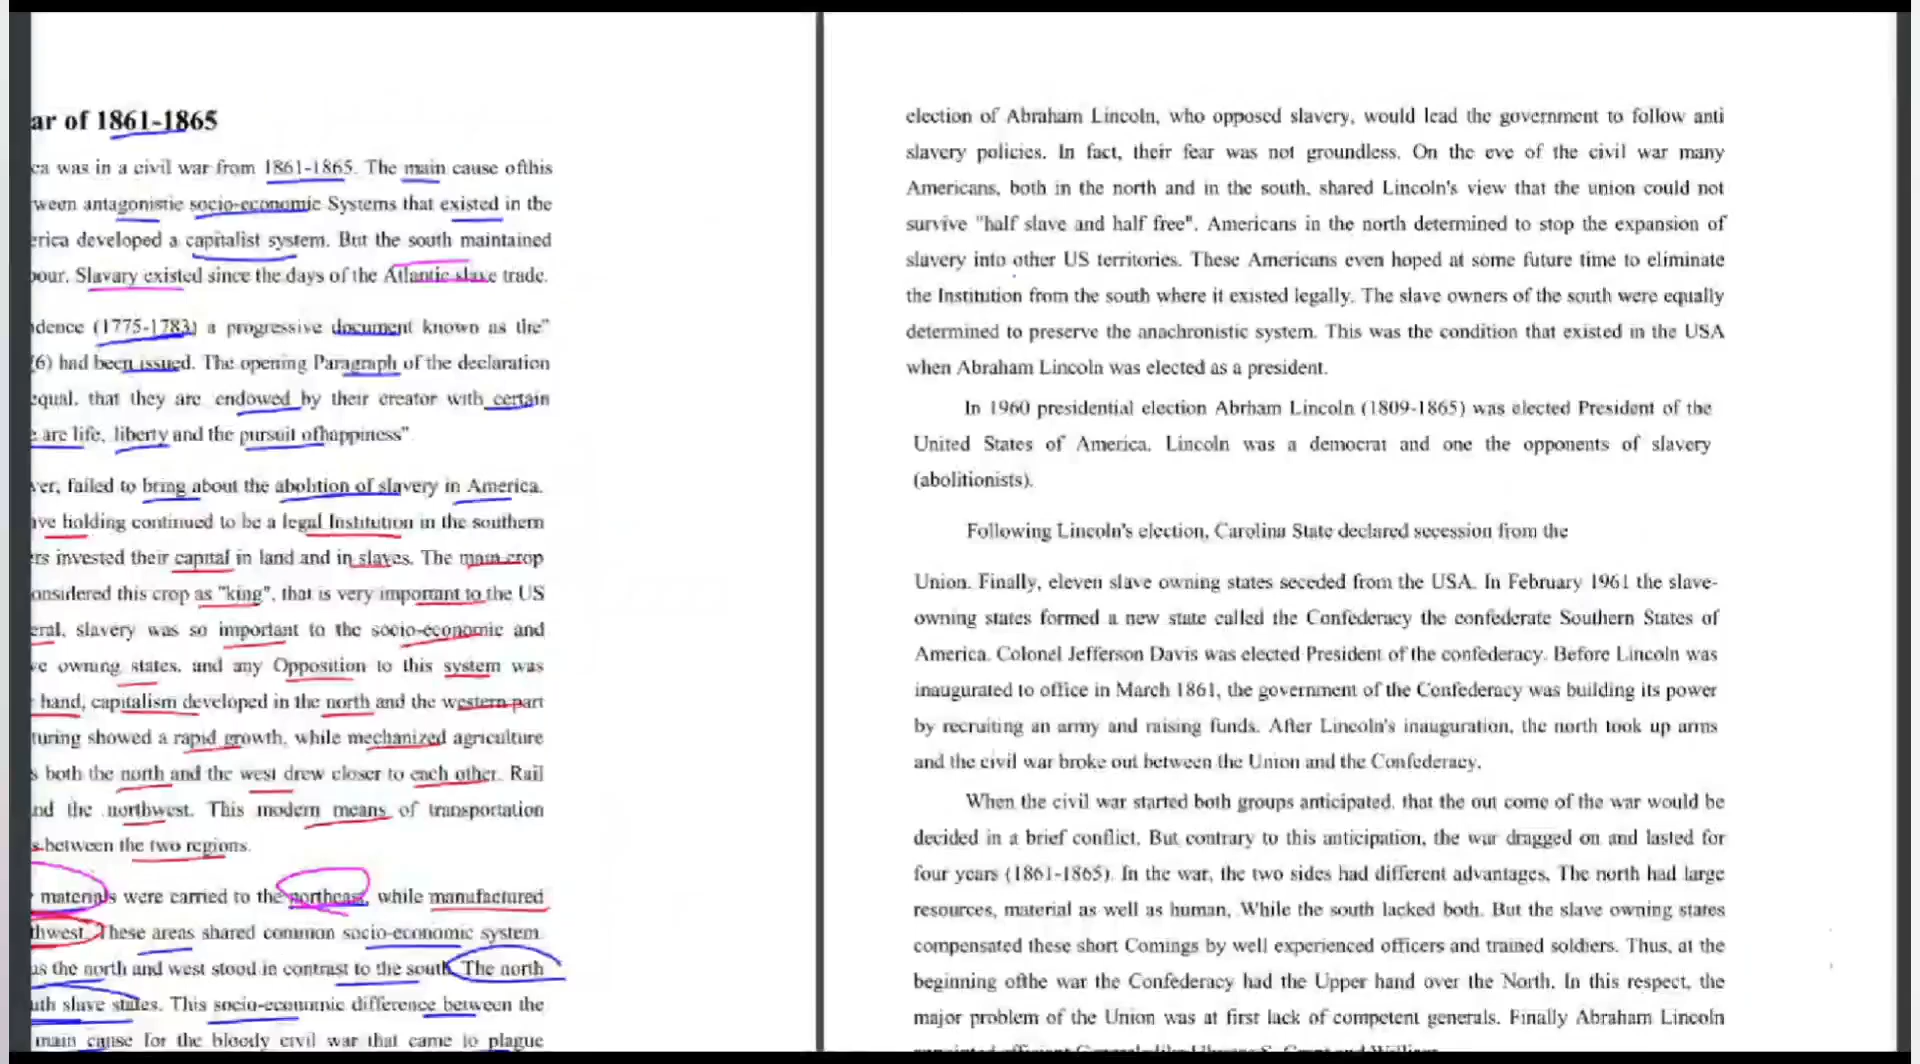 ar of 1861-1865
ca was in a civil war from 1861-1865. The main cause ofthis
ween antagonistic socio-economic Systems that existed in the
erica developed a capitalist system. But the south maintained
our. Slavary existed since the days of the Atlantic slave trade.
dence (1775-1783) a progressive document known as the"
6) had been issued. The opening Paragraph of the declaration
equal, that they are endowed by their creator with certain
are life, liberty and the pursuit ofhappiness"
ver, failed to bring about the abolition of slavery in America.
ve holding continued to be a legal Institution in the southern
rs invested their capital in land and in slaves. The main crop
onsidered this crop as "king", that is very important to the US
eral, slavery was so important to the socio-economic and
e owning states, and any Opposition to this system was
hand, capitalism developed in the north and the western part
turing showed a rapid growth, while mechanized agriculture
s both the north and the west drew closer to each other. Rail
nd the northwest. This modern means of transportation
s between the two regions.
materials were carried to the northeast, while manufactured
thwest. These areas shared common socio-economic system.
as the north and west stood in contrast to the south. The north
uth slave states. This socio-economic difference between the
main cause for the bloody civil war that came to plague
election of Abraham Lincoln, who opposed slavery, would lead the government to follow anti
slavery policies. In fact, their fear was not groundless. On the eve of the civil war many
Americans, both in the north and in the south, shared Lincoln's view that the union could not
survive "half slave and half free". Americans in the north determined to stop the expansion of
slavery into other US territories. These Americans even hoped at some future time to eliminate
the Institution from the south where it existed legally. The slave owners of the south were equally
determined to preserve the anachronistic system. This was the condition that existed in the USA
when Abraham Lincoln was elected as a president.
In 1960 presidential election Abrham Lincoln (1809-1865) was elected President of the
United States of America. Lincoln was a democrat and one the opponents of slavery
(abolitionists).
Following Lincoln's election, Carolina State declared secession from the
Union. Finally, eleven slave owning states seceded from the USA. In February 1961 the slave-
owning states formed a new state called the Confederacy the confederate Southern States of
America. Colonel Jefferson Davis was elected President of the confederacy. Before Lincoln was
inaugurated to office in March 1861, the government of the Confederacy was building its power
by recruiting an army and raising funds. After Lincoln's inauguration, the north took up arms
and the civil war broke out between the Union and the Confederacy.
When the civil war started both groups anticipated, that the out come of the war would be
decided in a brief conflict. But contrary to this anticipation, the war dragged on and lasted for
four years (1861-1865). In the war, the two sides had different advantages. The north had large
resources, material as well as human, While the south lacked both. But the slave owning states
compensated these short Comings by well experienced officers and trained soldiers. Thus, at the
beginning ofthe war the Confederacy had the Upper hand over the North. In this respect, the
major problem of the Union was at first lack of competent generals. Finally Abraham Lincoln